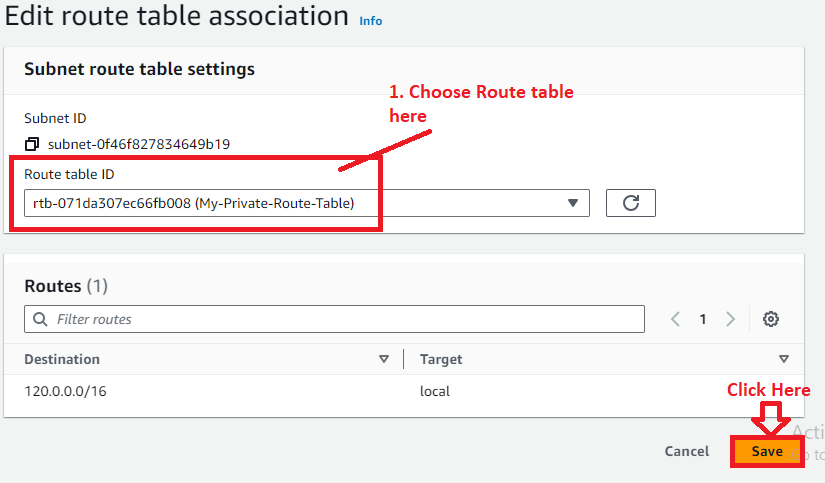 Edit route table association Info
Subnet route table settings
1. Choose Route table
here
Subnet ID
subnet-0f46f827834649b19
Route table ID
rtb-071da307ec66fb008 (My-Private-Route-Table)
Routes (1)
Filter routes
1
Destination
Target
120.0.0.0/16
local
Click Here
Cancel
Save